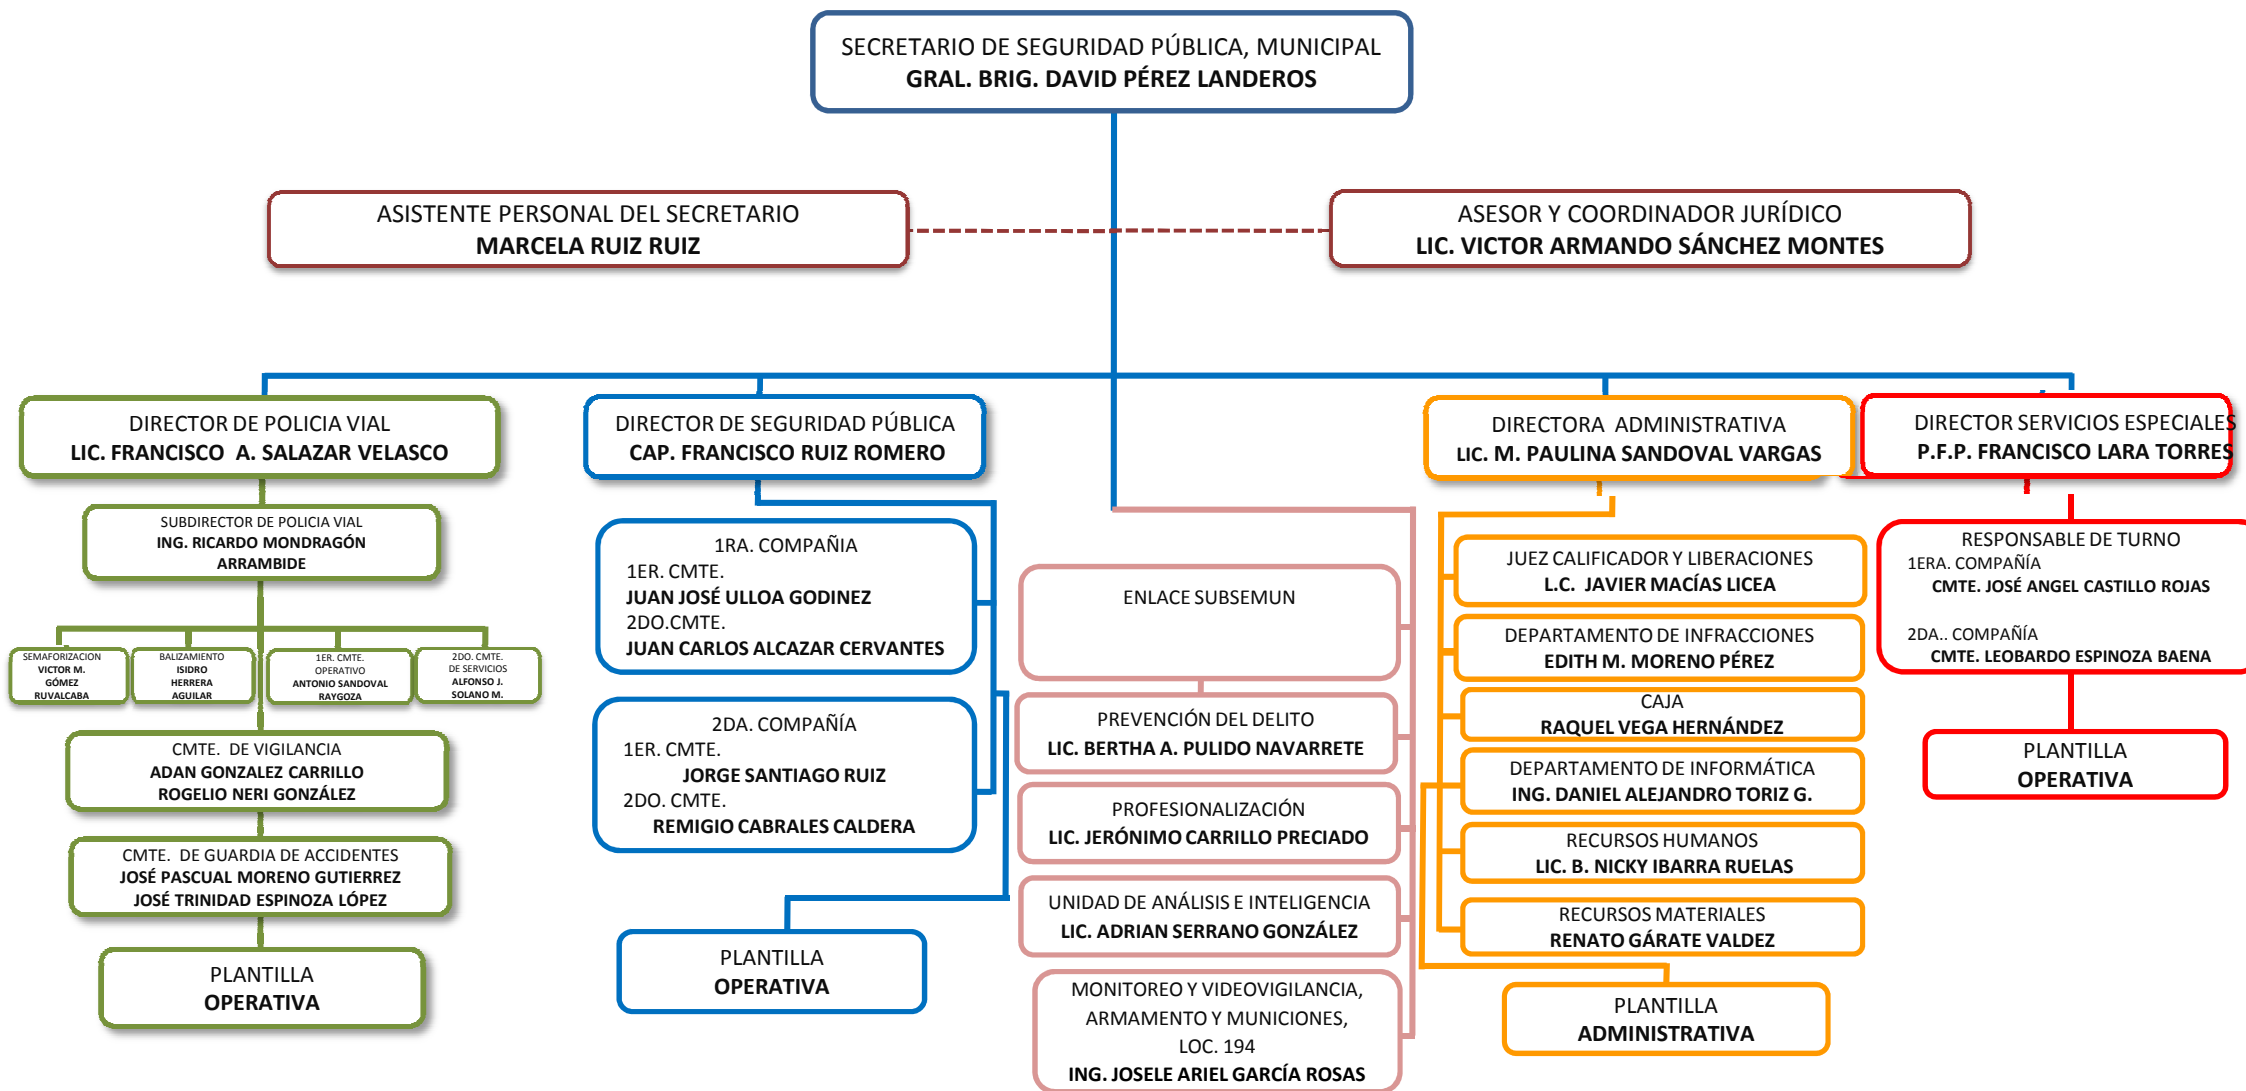 SECRETARIO DE SEGURIDAD PÚBLICA, MUNICIPAL
GRAL. BRIG. DAVID PÉREZ LANDEROS
ASISTENTE PERSONAL DEL SECRETARIO
MARCELA RUIZ RUIZ
ASESOR Y COORDINADOR JURÍDICO
LIC. VICTOR ARMANDO SÁNCHEZ MONTES
DIRECTOR DE POLICIA VIAL
LIC. FRANCISCO A. SALAZAR VELASCO
SUBDIRECTOR DE POLICIA VIAL
ING. RICARDO MONDRAGÓN
ARRAMBIDE
SEMAFORIZACION
VICTOR M.
GÓMEZ
RUVALCABA
BALIZAMIENTO
ISIDRO
HERRERA
AGUILAR
1ER. CMTE.
OPERATIVO
ANTONIO SANDOVAL
RAYGOZA
2DO. CMTE.
DE SERVICIOS
ALFONSO J.
SOLANO M.
CMTE. DE VIGILANCIA
ADAN GONZALEZ CARRILLO
ROGELIO NERI GONZÁLEZ
CMTE. DE GUARDIA DE ACCIDENTES
JOSÉ PASCUAL MORENO GUTIERREZ
JOSÉ TRINIDAD ESPINOZA LÓPEZ
PLANTILLA
OPERATIVA
DIRECTOR DE SEGURIDAD PÚBLICA
CAP. FRANCISCO RUIZ ROMERO
1RA. COMPAÑIA
1ER. CMTE.
JUAN JOSÉ ULLOA GODINEZ
2DO.CMTE.
JUAN CARLOS ALCAZAR CERVANTES
2DA. COMPAÑÍA
1ER. CMTE.
JORGE SANTIAGO RUIZ
2DO. CMTE.
REMIGIO CABRALES CALDERA
PLANTILLA
OPERATIVA
ENLACE SUBSEMUN
PREVENCIÓN DEL DELITO
LIC. BERTHA A. PULIDO NAVARRETE
PROFESIONALIZACIÓN
LIC. JERÓNIMO CARRILLO PRECIADO
UNIDAD DE ANÁLISIS E INTELIGENCIA
LIC. ADRIAN SERRANO GONZÁLEZ
MONITOREO Y VIDEOVIGILANCIA,
ARMAMENTO Y MUNICIONES,
LOC. 194
ING. JOSELE ARIEL GARCÍA ROSAS
DIRECTORA ADMINISTRATIVA
LIC. M. PAULINA SANDOVAL VARGAS
JUEZ CALIFICADOR Y LIBERACIONES
L.C. JAVIER MACÍAS LICEA
DEPARTAMENTO DE INFRACCIONES
EDITH M. MORENO PÉREZ
CAJA
RAQUEL VEGA HERNÁNDEZ
DEPARTAMENTO DE INFORMÁTICA
ING. DANIEL ALEJANDRO TORIZ G.
RECURSOS HUMANOS
LIC. B. NICKY IBARRA RUELAS
RECURSOS MATERIALES
RENATO GÁRATE VALDEZ
PLANTILLA
ADMINISTRATIVA
DIRECTOR SERVICIOS ESPECIALES
P.F.P. FRANCISCO LARA TORRES
RESPONSABLE DE TURNO
1ERA. COMPAÑÍA
CMTE. JOSÉ ANGEL CASTILLO ROJAS
2DA.. COMPAÑÍA
CMTE. LEOBARDO ESPINOZA BAENA
PLANTILLA
OPERATIVA